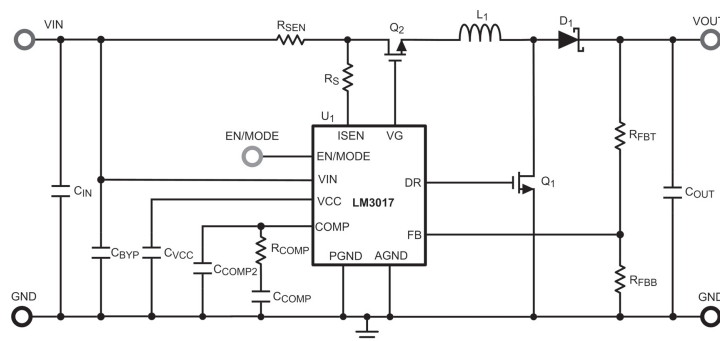 VIN
RSEN
Q2
L1
D1
VOUT
RS
U1
EN/MODE
ISEN
VG
RFBT
EN/MODE
VIN
DR
Q1
CIN
VCC
LM3017
COUT
COMP
RCOMP
FB
CBYP
CVCC
CCOMP2
PGND
AGND
RFBB
CCOMP
GND
GND